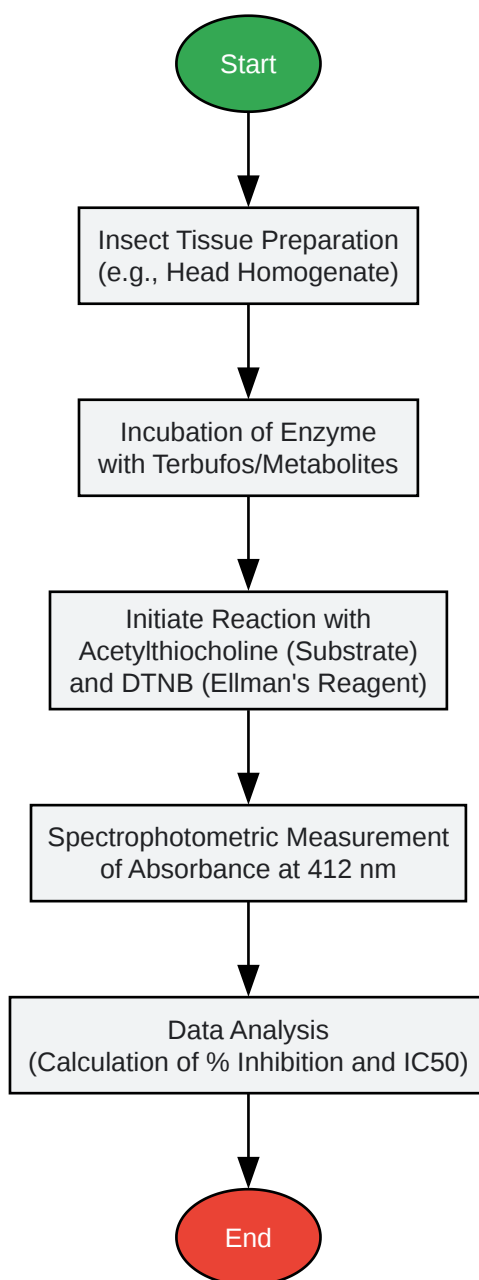 Start
Insect Tissue Preparation
(e.g., Head Homogenate)
Incubation of Enzyme
with Terbufos/Metabolites
Initiate Reaction with
Acetylthiocholine (Substrate)
and DTNB (Ellman's Reagent)
Spectrophotometric Measurement
of Absorbance at 412 nm
Data Analysis
(Calculation of % Inhibition and IC50)
End